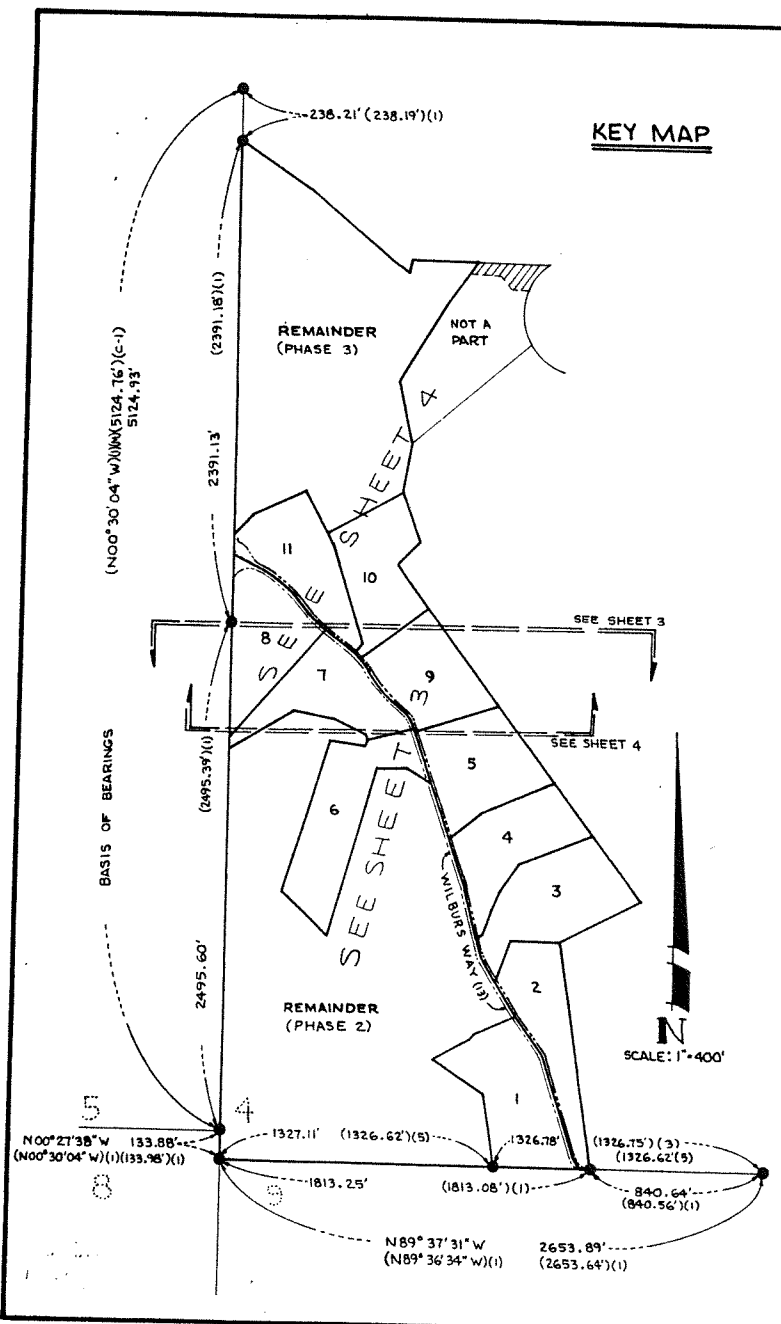 238.21' (238.19')(1)
KEY MAP
(2391.18')(1)
REMAINDER
(PHASE 3)
NOT A
PART
(5124.76')(C-1)
5124.93'
2391.13'
SEE SHEET 4
11
10
SEE SHEET 3
8
7
9
SEE SHEET 4
5
(2495.39')(1)
BASIS OF BEARINGS
6
4
3
SEE SHEET 3
WILBURS WAY (13)
2495.60'
2
REMAINDER
(PHASE 2)
N
SCALE: 1"=400'
1
5
4
N00°27'38"W 133.88'
(N00°30'04"W)(1)(133.98')(1)
1327.11' (1326.62')(5)
1326.78'
(1326.75')(3)
(1326.62'(5)
8
9
1813.25'
(1813.08')(1)
840.64'
(840.56')(1)
N89°37'31"W 2653.89'
(N89°36'34"W)(1) (2653.64')(1)